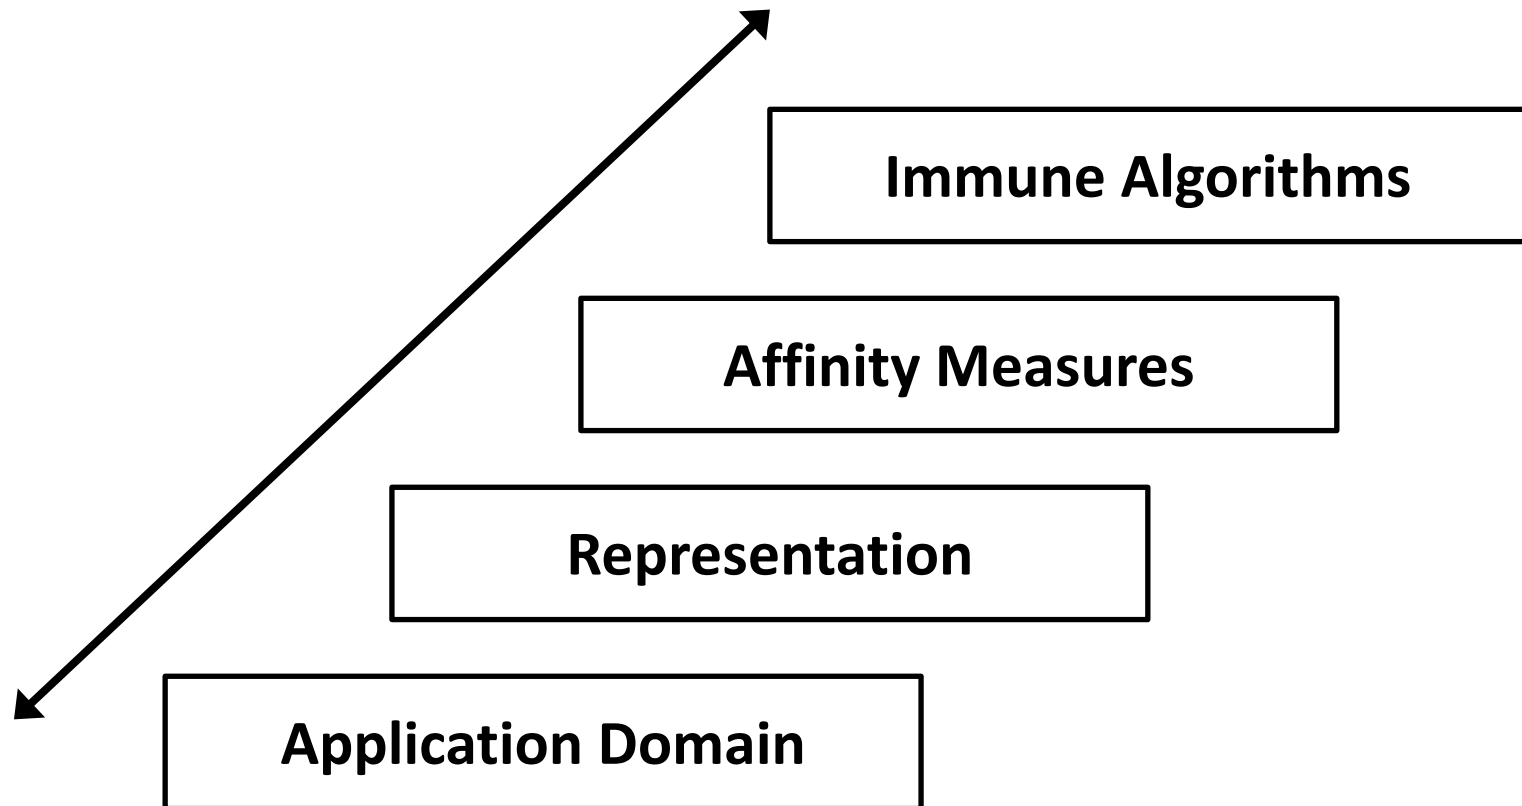 Immune Algorithms
Affinity Measures
Representation
Application Domain